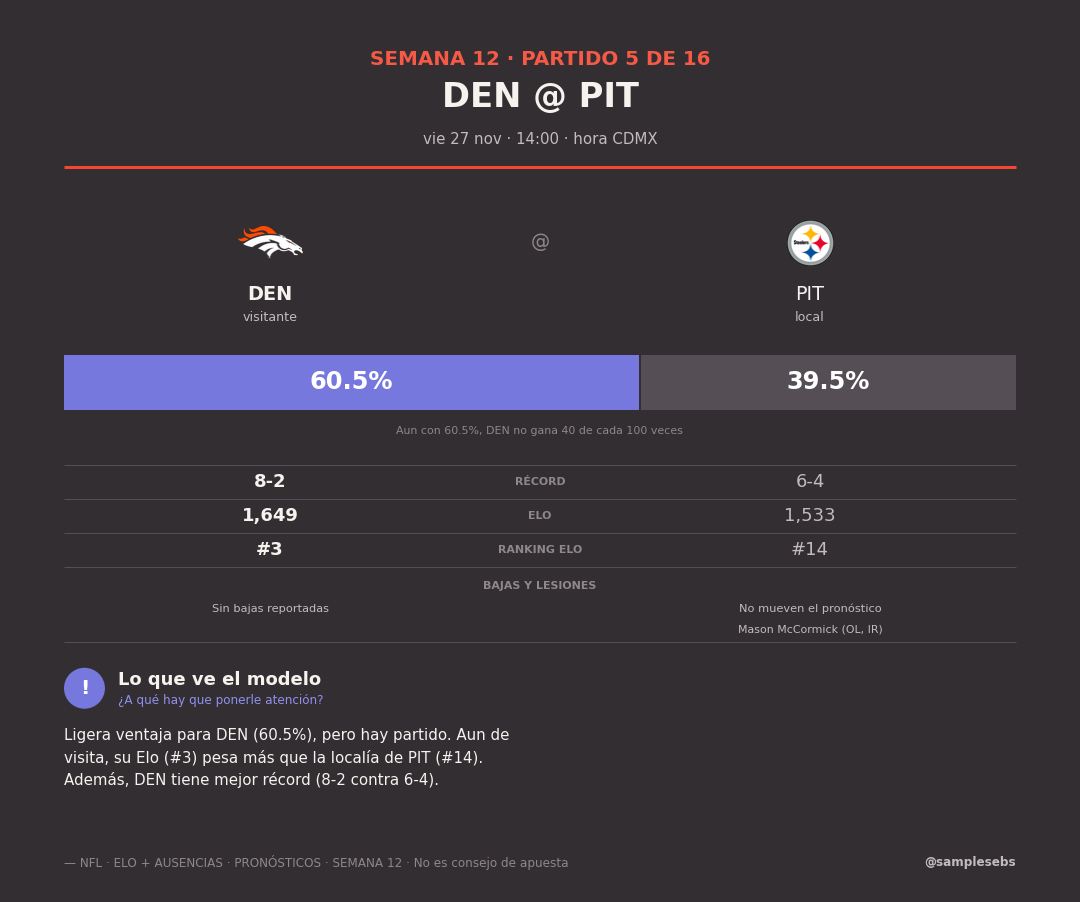 SEMANA 12 · PARTIDO 5 DE 16
DEN @ PIT
vie 27 nov · 14:00 · hora CDMX
@
Steelers
DEN
PIT
visitante
local
60.5%
39.5%
Aun con 60.5%, DEN no gana 40 de cada 100 veces
8-2
RÉCORD
6-4
1,649
ELO
1,533
#3
RANKING ELO
#14
BAJAS Y LESIONES
Sin bajas reportadas
No mueven el pronóstico
Mason McCormick (OL, IR)
!
Lo que ve el modelo
¿A qué hay que ponerle atención?
Ligera ventaja para DEN (60.5%), pero hay partido. Aun de
visita, su Elo (#3) pesa más que la localía de PIT (#14).
Además, DEN tiene mejor récord (8-2 contra 6-4).
— NFL · ELO + AUSENCIAS · PRONÓSTICOS · SEMANA 12 · No es consejo de apuesta
@samplesebs